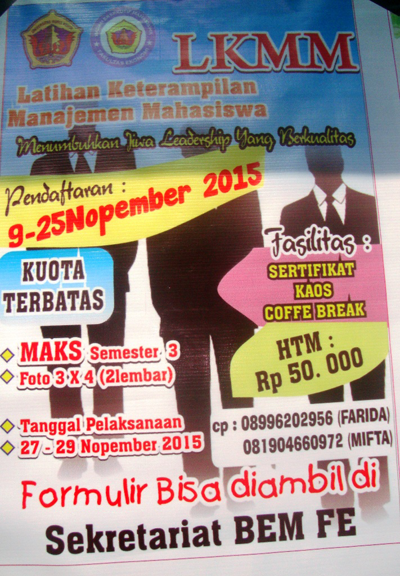 LKMM
Latihan Keterampilan
Manajemen Mahasiswa
Menumbuhkan Jiwa Leadership Yang Berkualitas
Pendaftaran :
9-25 Nopember 2015
KUOTA
TERBATAS
Fasilitas :
SERTIFIKAT
KAOS
COFFE BREAK
HTM :
Rp 50. 000
MAKS Semester 3
Foto 3 X 4 (2lembar)
Tanggal Pelaksanaan
27 - 29 Nopember 2015
cp : 08996202956 (FARIDA)
081904660972 (MIFTA)
Formulir Bisa diambil di
Sekretariat BEM FE